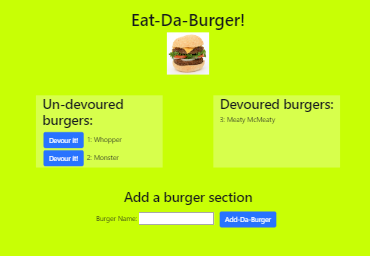 Eat-Da-Burger!
Un-devoured
burgers:
Devour it! 1: Whopper
Devour it! 2: Monster
Devoured burgers:
3: Meaty McMeaty
Add a burger section
Burger Name: Add-Da-Burger